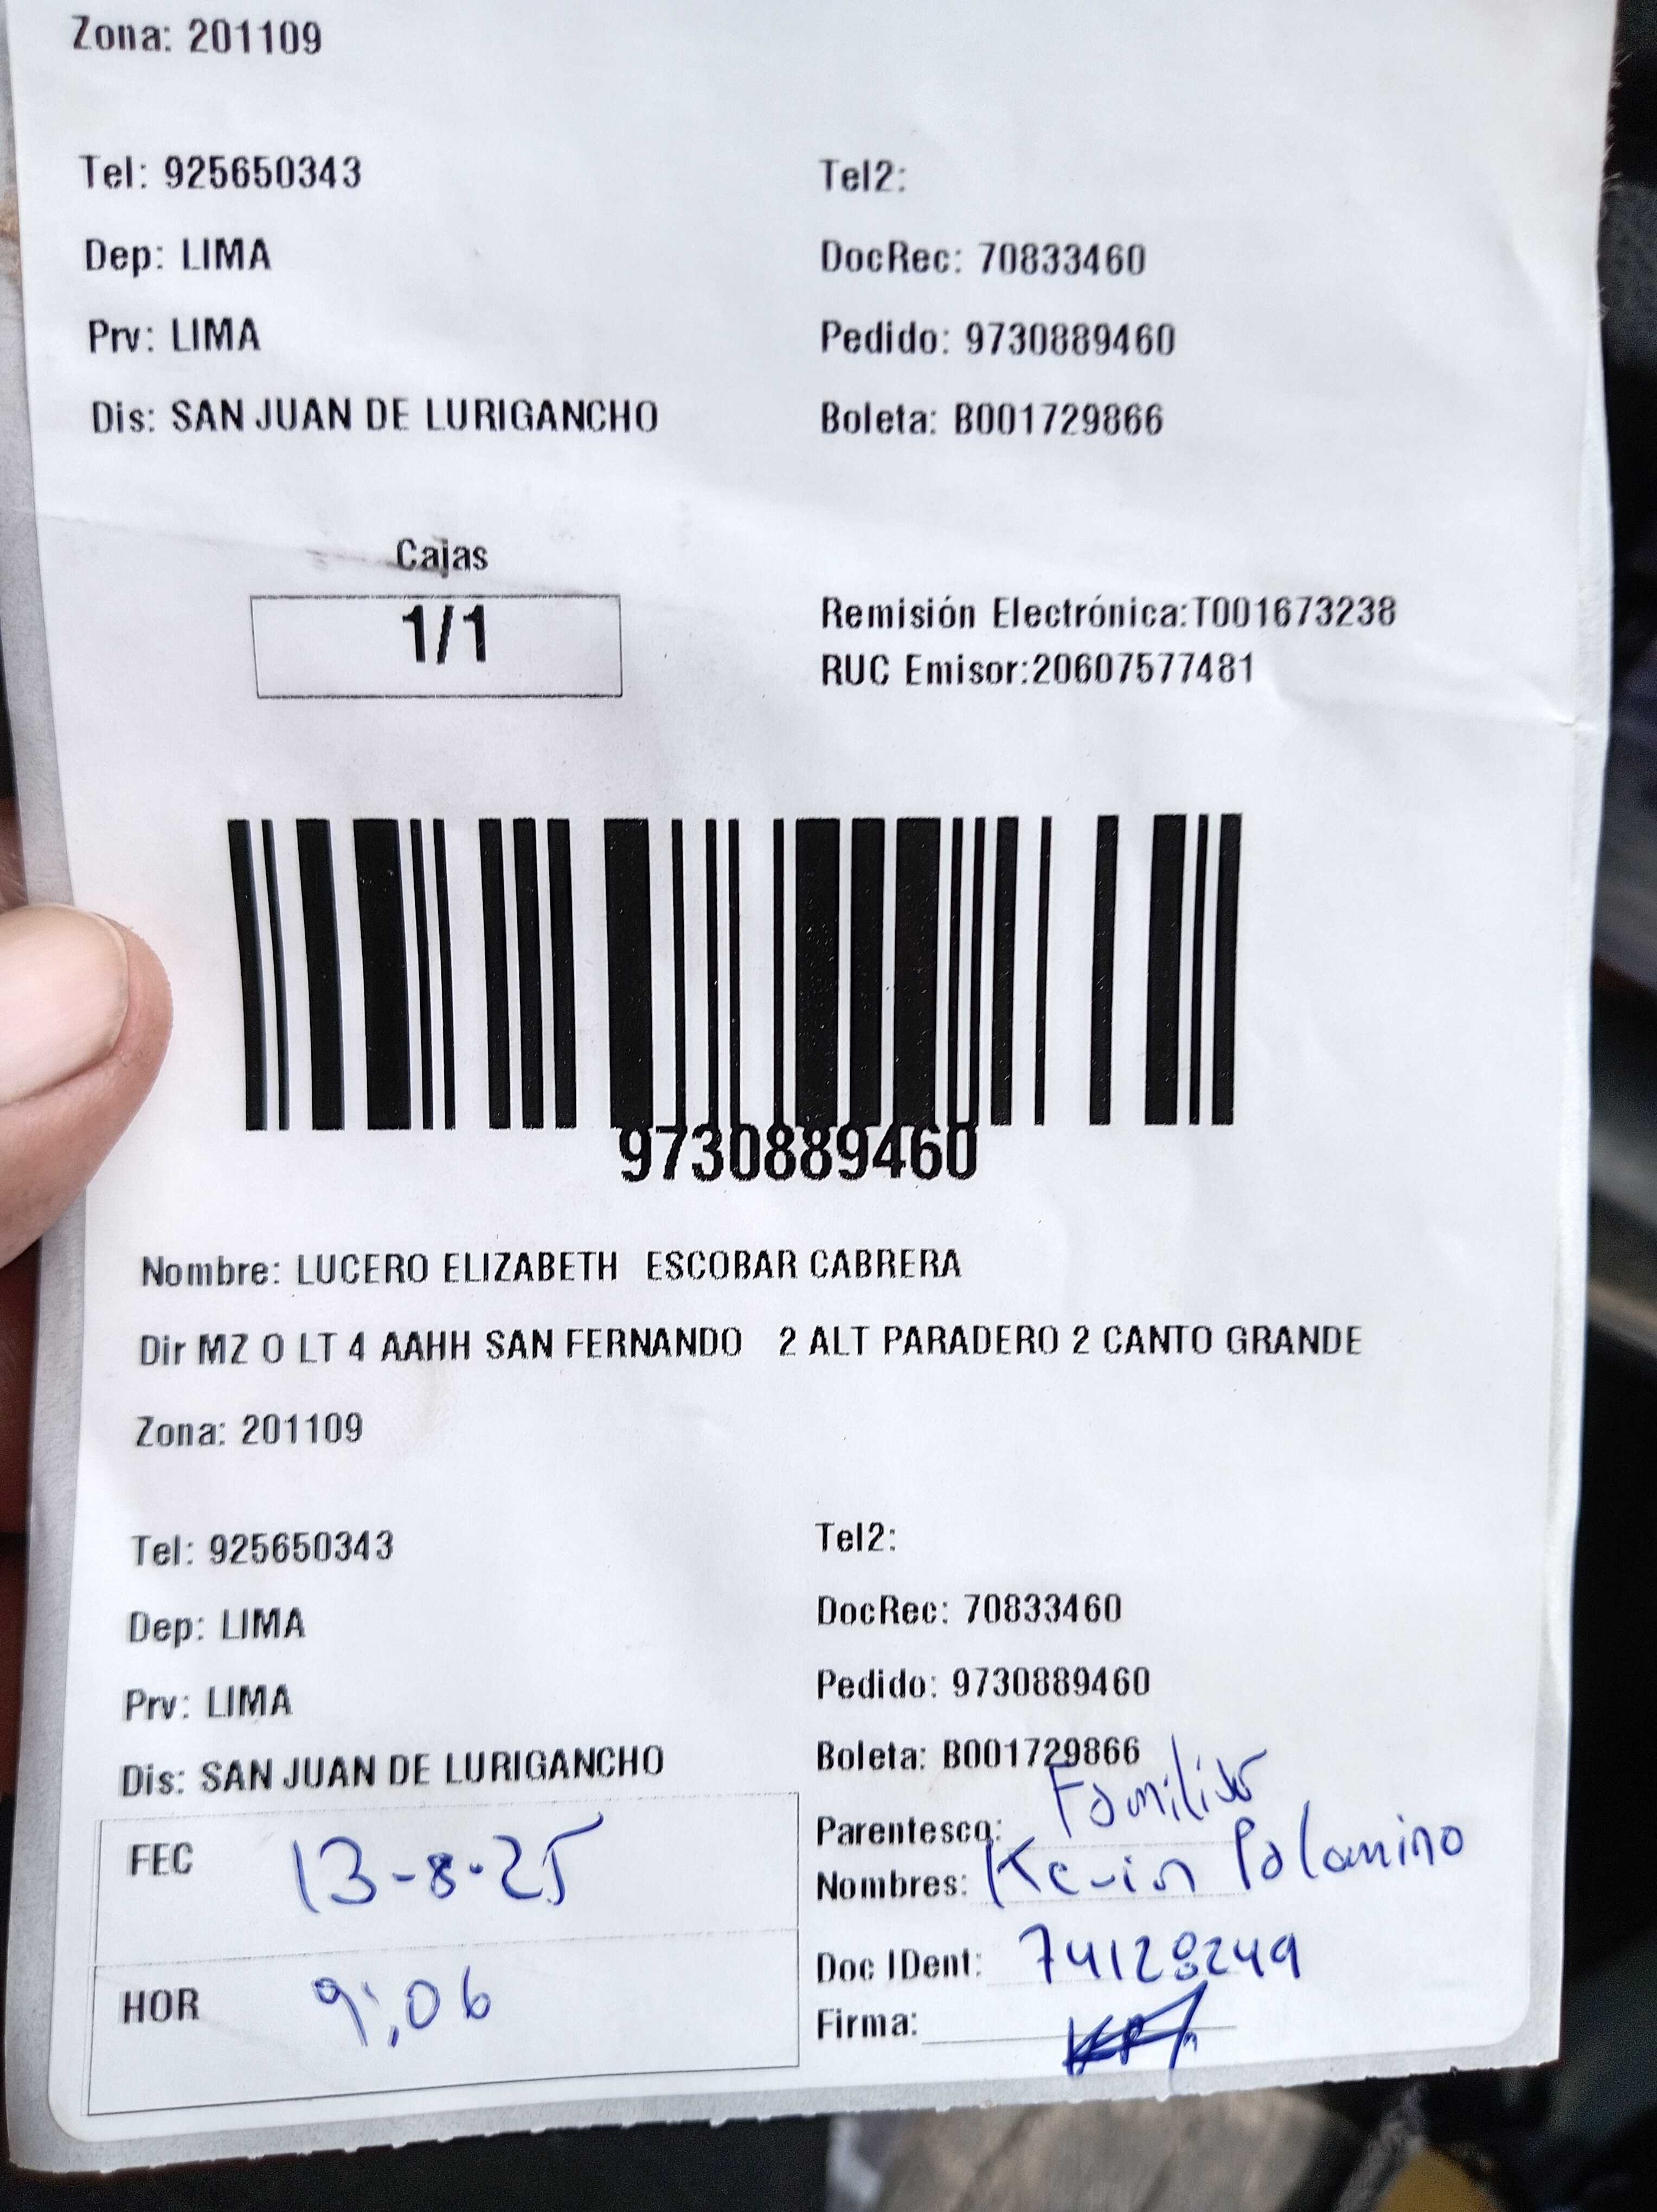 Zona: 201109
Tel: 925650343
Tel2:
Dep: LIMA
DocRec: 70833460
Prv: LIMA
Pedido: 9730889460
Dis: SAN JUAN DE LURIGANCHO
Boleta: B001729866
Cajas
1/1
Remisión Electrónica:T001673238
RUC Emisor:20607577481
9730889460
Nombre: LUCERO ELIZABETH ESCOBAR CABRERA
Dir MZ O LT 4 AAHH SAN FERNANDO 2 ALT PARADERO 2 CANTO GRANDE
Zona: 201109
Tel: 925650343
Tel2:
Dep: LIMA
DocRec: 70833460
Prv: LIMA
Pedido: 9730889460
Dis: SAN JUAN DE LURIGANCHO
Boleta: B001729866
FEC 13-8-25
Parentesco: Familiar
Nombres: Kevin Palomino
HOR 9:06
Doc IDent: 74128249
Firma: